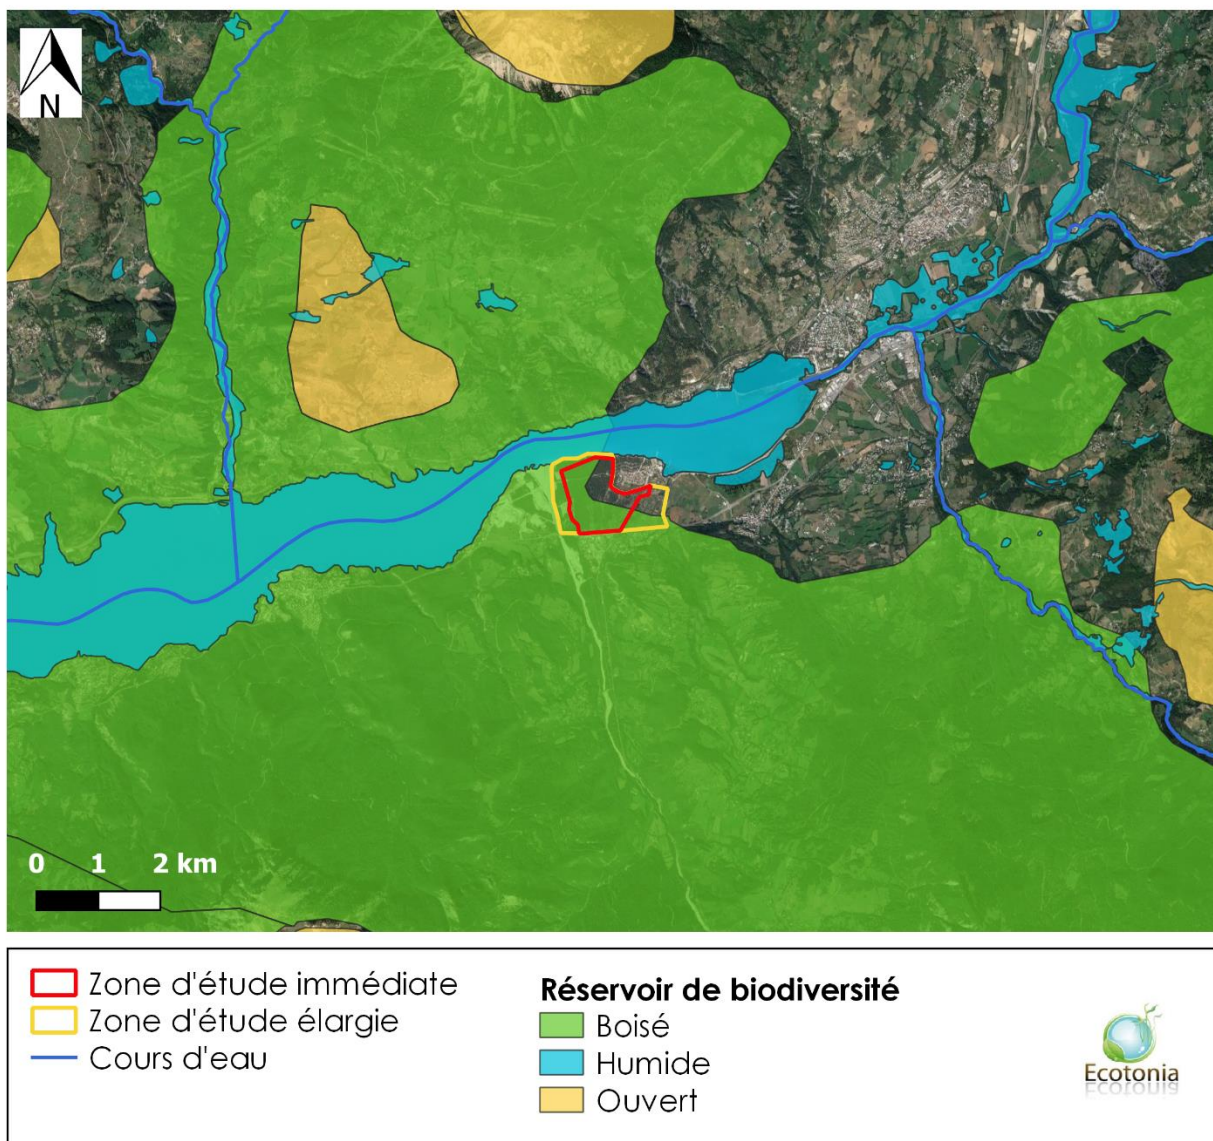 N
0 1 2 km
Zone d'étude immédiate
Zone d'étude élargie
Cours d'eau
Réservoir de biodiversité
Boisé
Humide
Ouvert
Ecotonia